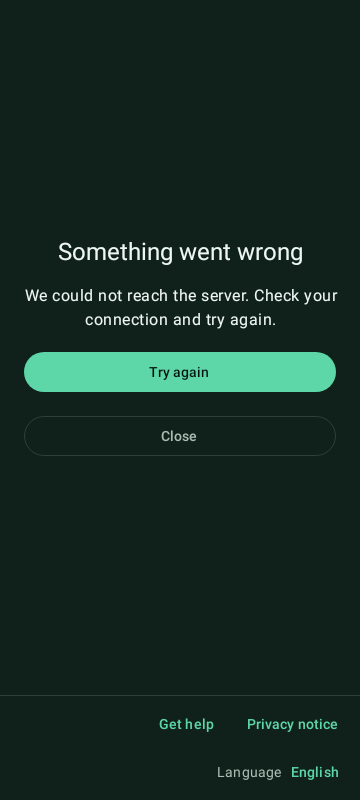 Something went wrong
We could not reach the server. Check your
connection and try again.
Try again
Close
Get help Privacy notice
Language English